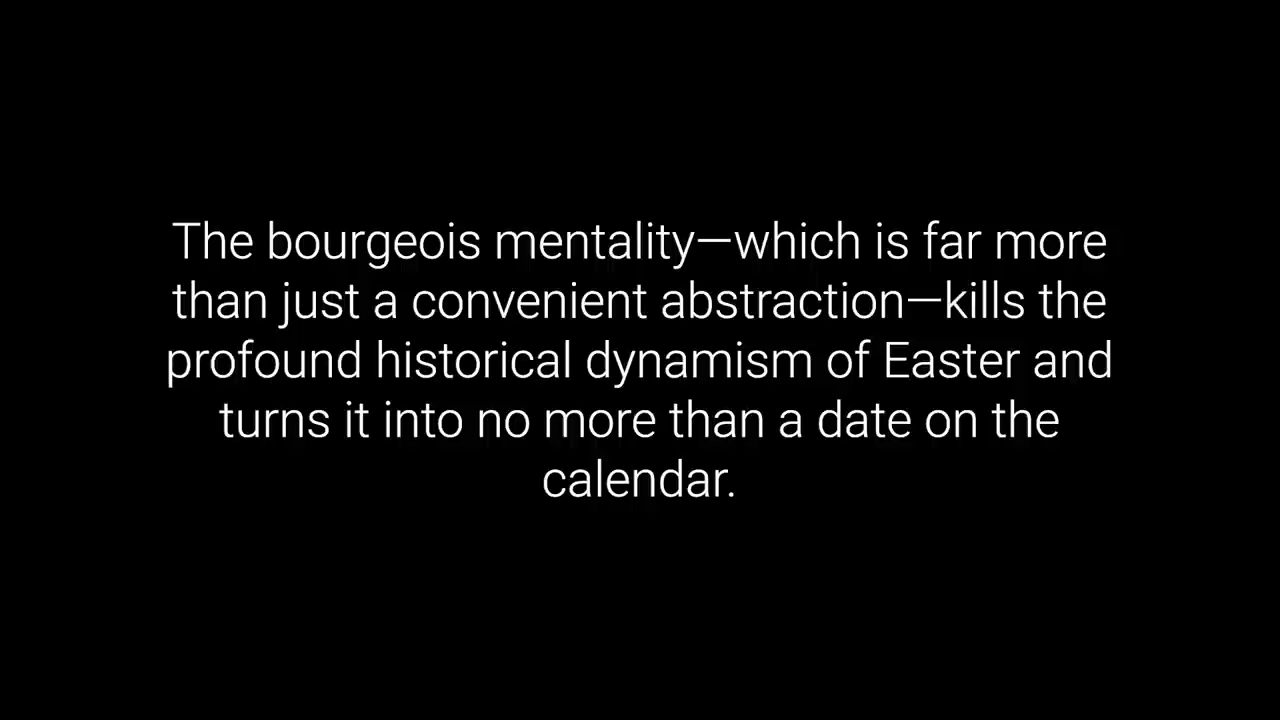 The bourgeois mentality—which is far more
than just a convenient abstraction—kills the
profound historical dynamism of Easter and
turns it into no more than a date on the
calendar.